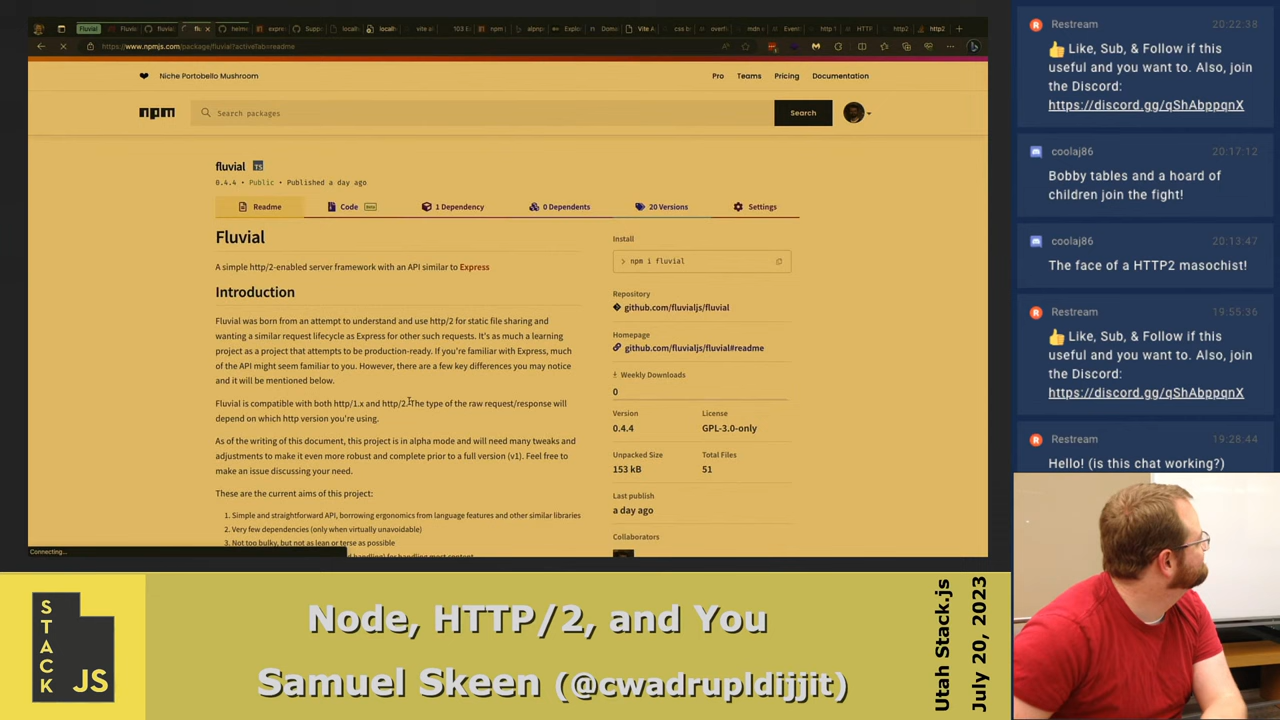 Fluvial
https://www.npmjs.com/package/fluvial?activeTab=readme
Niche Portobello Mushroom
Pro
Teams
Pricing
Documentation
npm
Search packages
Search
fluvial
TS
0.4.4 • Public • Published a day ago
Readme
Code
Beta
1 Dependency
0 Dependents
20 Versions
Settings
Fluvial
A simple http/2-enabled server framework with an API similar to Express
Introduction
Fluvial was born from an attempt to understand and use http/2 for static file sharing and
wanting a similar request lifecycle as Express for other such requests. It's as much a learning
project as a project that attempts to be production-ready. If you're familiar with Express, much
of the API might seem familiar to you. However, there are a few key differences you may notice
and it will be mentioned below.
Fluvial is compatible with both http/1.x and http/2. The type of the raw request/response will
depend on which http version you're using.
As of the writing of this document, this project is in alpha mode and will need many tweaks and
adjustments to make it even more robust and complete prior to a full version (v1). Feel free to
make an issue discussing your need.
These are the current aims of this project:
1. Simple and straightforward API, borrowing ergonomics from language features and other similar libraries
2. Very few dependencies (only when virtually unavoidable)
3. Not too bulky, but not as lean or terse as possible
Connecting...
Install
> npm i fluvial
Repository
github.com/fluvialjs/fluvial
Homepage
github.com/fluvialjs/fluvial#readme
Weekly Downloads
0
Version
License
0.4.4
GPL-3.0-only
Unpacked Size
Total Files
153 kB
51
Last publish
a day ago
Collaborators
Restream
20:22:38
👍 Like, Sub, & Follow if this
useful and you want to. Also, join
the Discord:
https://discord.gg/qShAbppqnX
coolaj86
20:17:12
Bobby tables and a hoard of
children join the fight!
coolaj86
20:13:47
The face of a HTTP2 masochist!
Restream
19:55:36
👍 Like, Sub, & Follow if this
useful and you want to. Also, join
the Discord:
https://discord.gg/qShAbppqnX
Restream
19:28:44
Hello! (is this chat working?)
STACK
JS
Node, HTTP/2, and You
Samuel Skeen (@cwadrupldijjit)
Utah Stack.js
July 20, 2023